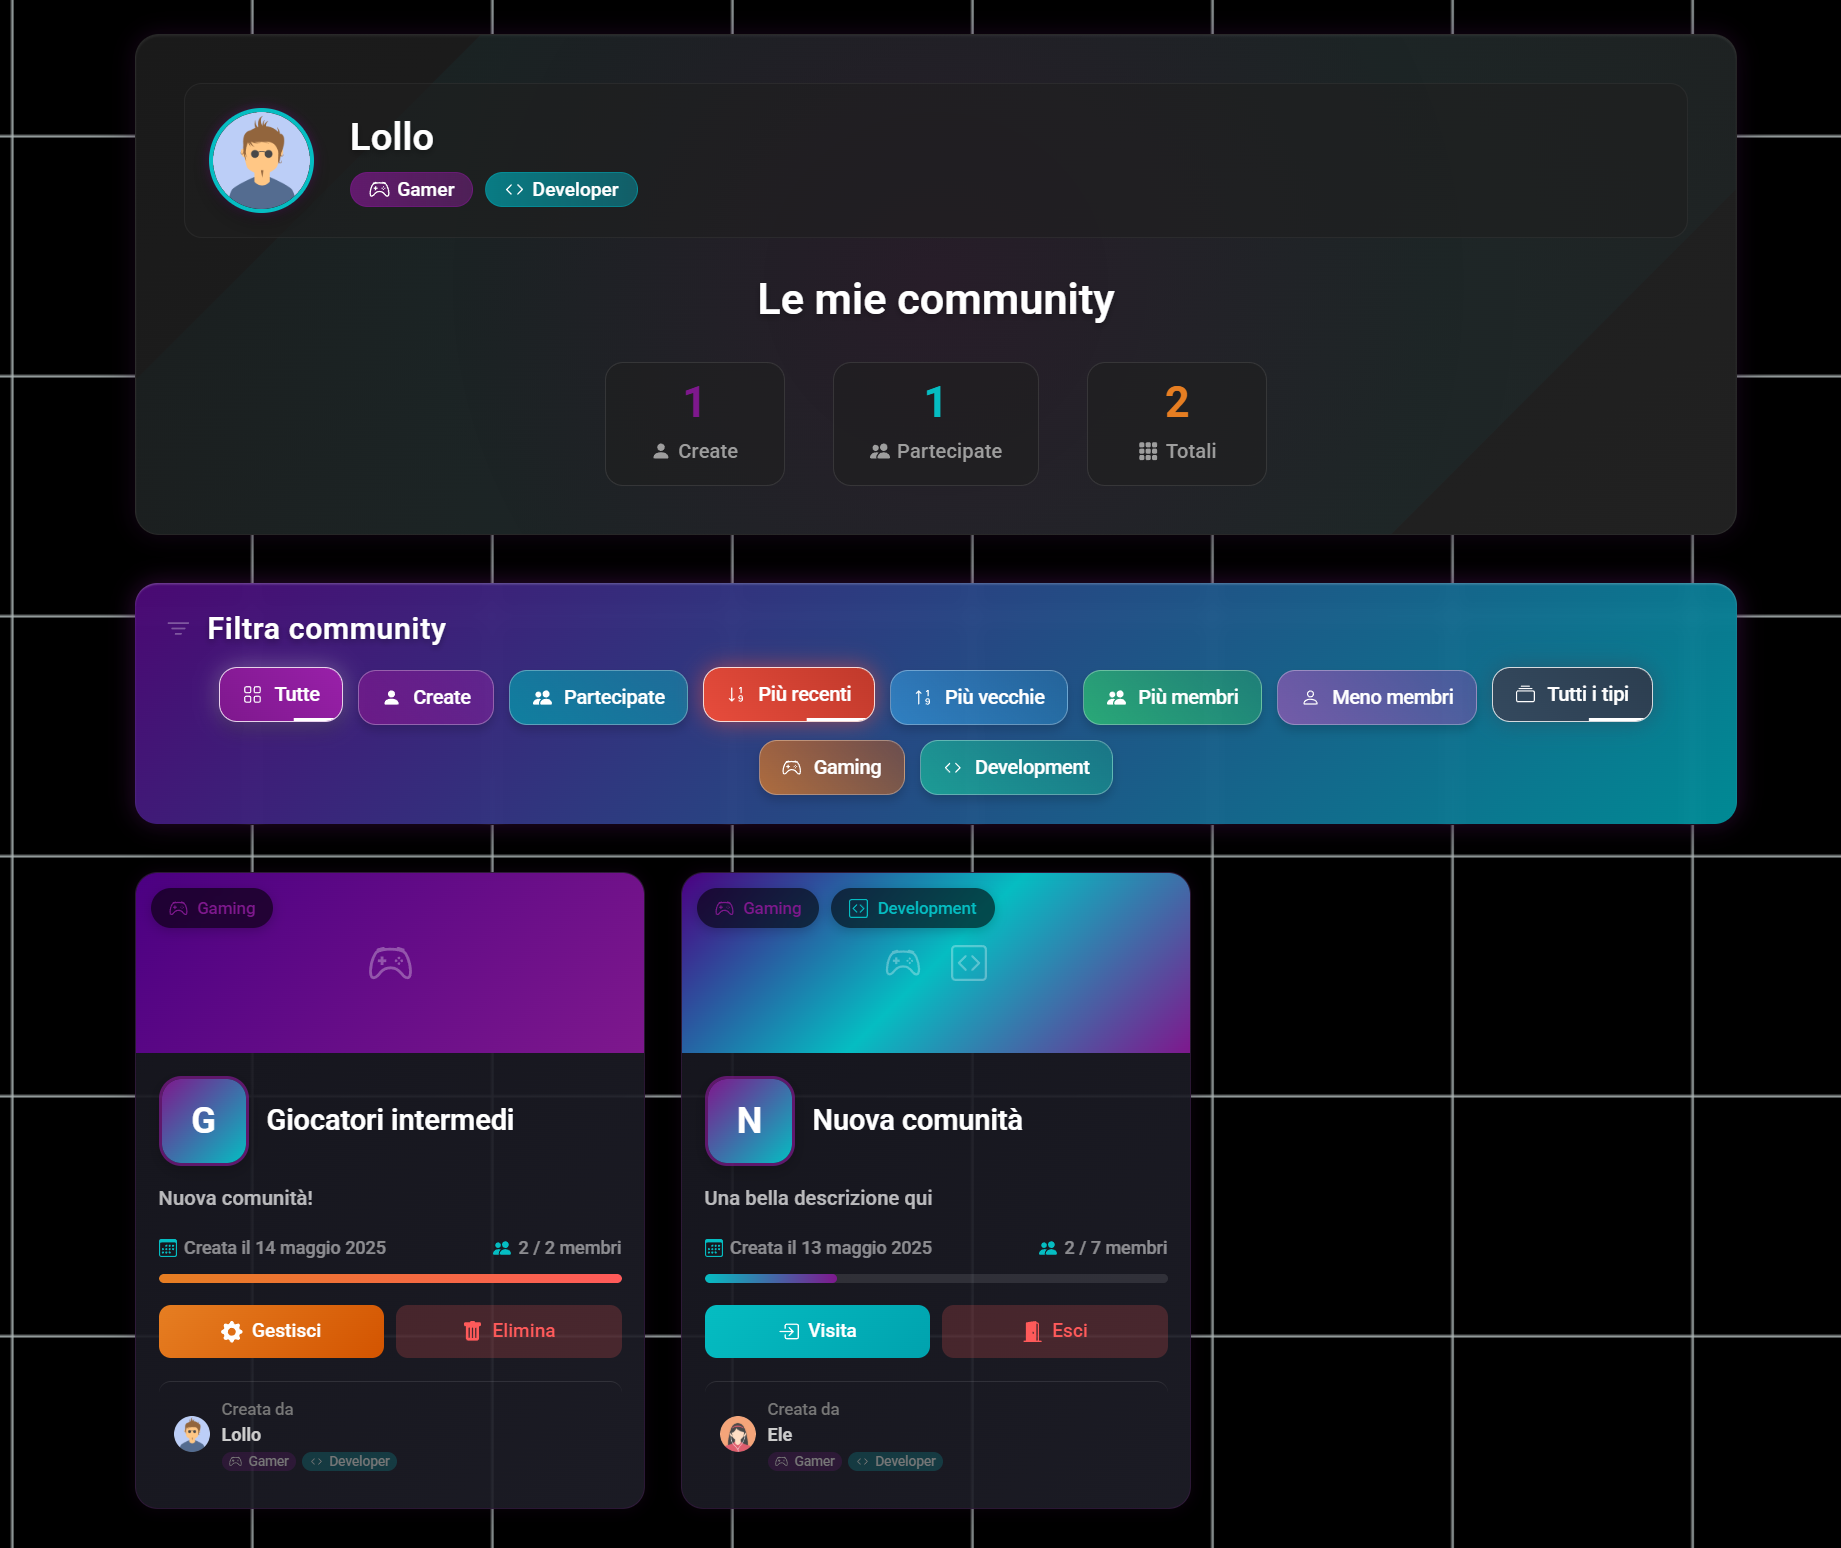 Lollo
Gamer Developer
Le mie community
1 1 2
Create Partecipate Totali
Filtra community
Tutte Create Partecipate Più recenti Più vecchie Più membri Meno membri Tutti i tipi
Gaming Development
Gaming
G Giocatori intermedi
Nuova comunità!
Creata il 14 maggio 2025 2 / 2 membri
Gestisci Elimina
Creata da
Lollo
Gamer Developer
Gaming Development
N Nuova comunità
Una bella descrizione qui
Creata il 13 maggio 2025 2 / 7 membri
Visita Esci
Creata da
Ele
Gamer Developer